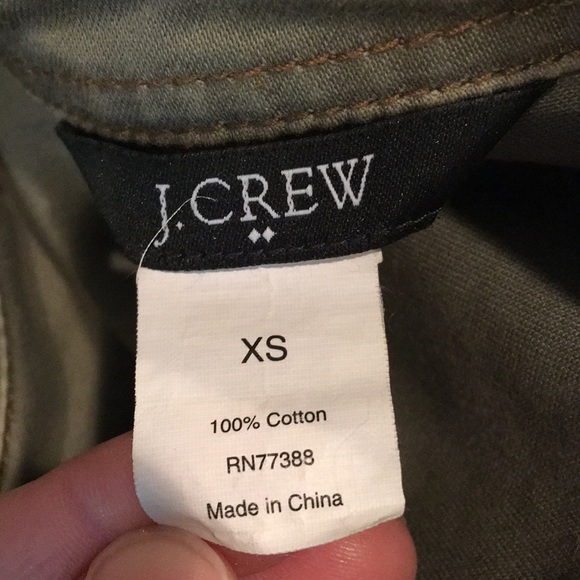 J.CREW
XS
100% Cotton
RN77388
Made in China